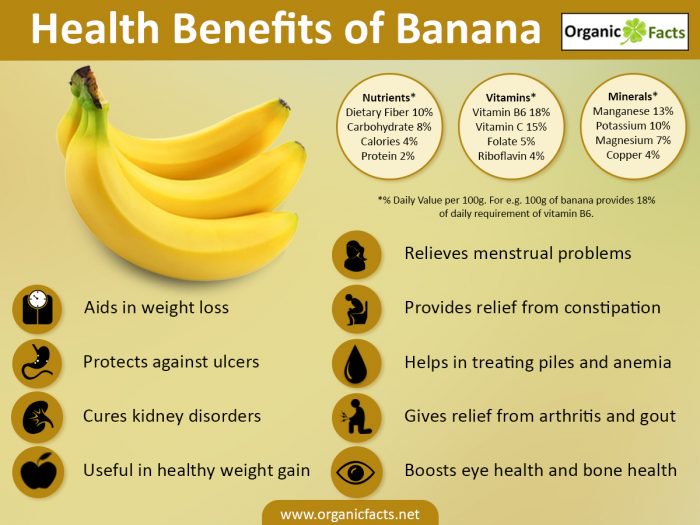 Health Benefits of Banana
Organic Facts
Nutrients*
Dietary Fiber 10%
Carbohydrate 8%
Calories 4%
Protein 2%
Vitamins*
Vitamin B6 18%
Vitamin C 15%
Folate 5%
Riboflavin 4%
Minerals*
Manganese 13%
Potassium 10%
Magnesium 7%
Copper 4%
*% Daily Value per 100g. For e.g. 100g of banana provides 18%
of daily requirement of vitamin B6.
Aids in weight loss
Protects against ulcers
Cures kidney disorders
Useful in healthy weight gain
Relieves menstrual problems
Provides relief from constipation
Helps in treating piles and anemia
Gives relief from arthritis and gout
Boosts eye health and bone health
www.organicfacts.net